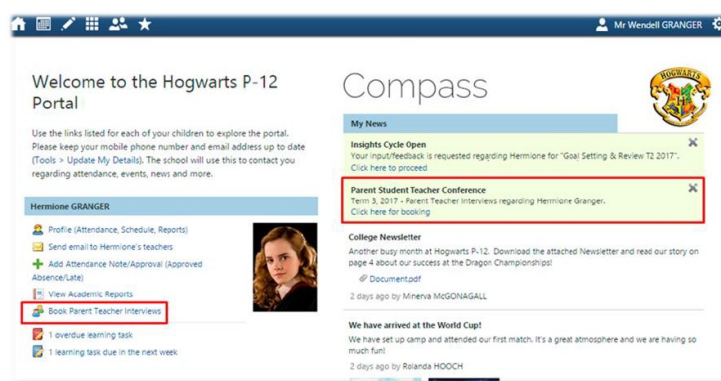 Mr Wendell GRANGER
Welcome to the Hogwarts P-12
Portal
Use the links listed for each of your children to explore the portal.
Please keep your mobile phone number and email address up to date
(Tools > Update My Details). The school will use this to contact you
regarding attendance, events, news and more.
Hermione GRANGER
Profile (Attendance, Schedule, Reports)
Send email to Hermione's teachers
Add Attendance Note/Approval (Approved
Absence/Late)
View Academic Reports
Book Parent Teacher Interviews
1 overdue learning task
1 learning task due in the next week
Compass
HOGWARTS
My News
Insights Cycle Open
Your input/feedback is requested regarding Hermione for "Goal Setting & Review T2 2017".
Click here to proceed
Parent Student Teacher Conference
Term 3, 2017 - Parent Teacher Interviews regarding Hermione Granger.
Click here for booking
College Newsletter
Another busy month at Hogwarts P-12. Download the attached Newsletter and read our story on
page 4 about our success at the Dragon Championships!
Document.pdf
2 days ago by Minerva McGONAGALL
We have arrived at the World Cup!
We have set up camp and attended our first match. It's a great atmosphere and we are having so
much fun!
2 days ago by Rolanda HOOCH